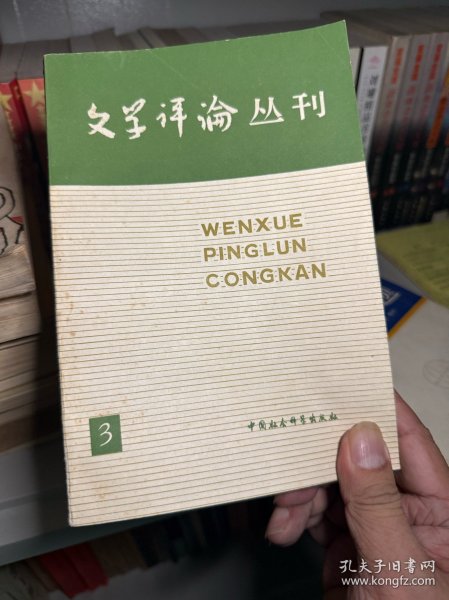 文学评论丛刊
WENXUE
PINGLUN
CONGKAN
3
中国社会科学出版社
孔夫子旧书网
www.kongfz.com